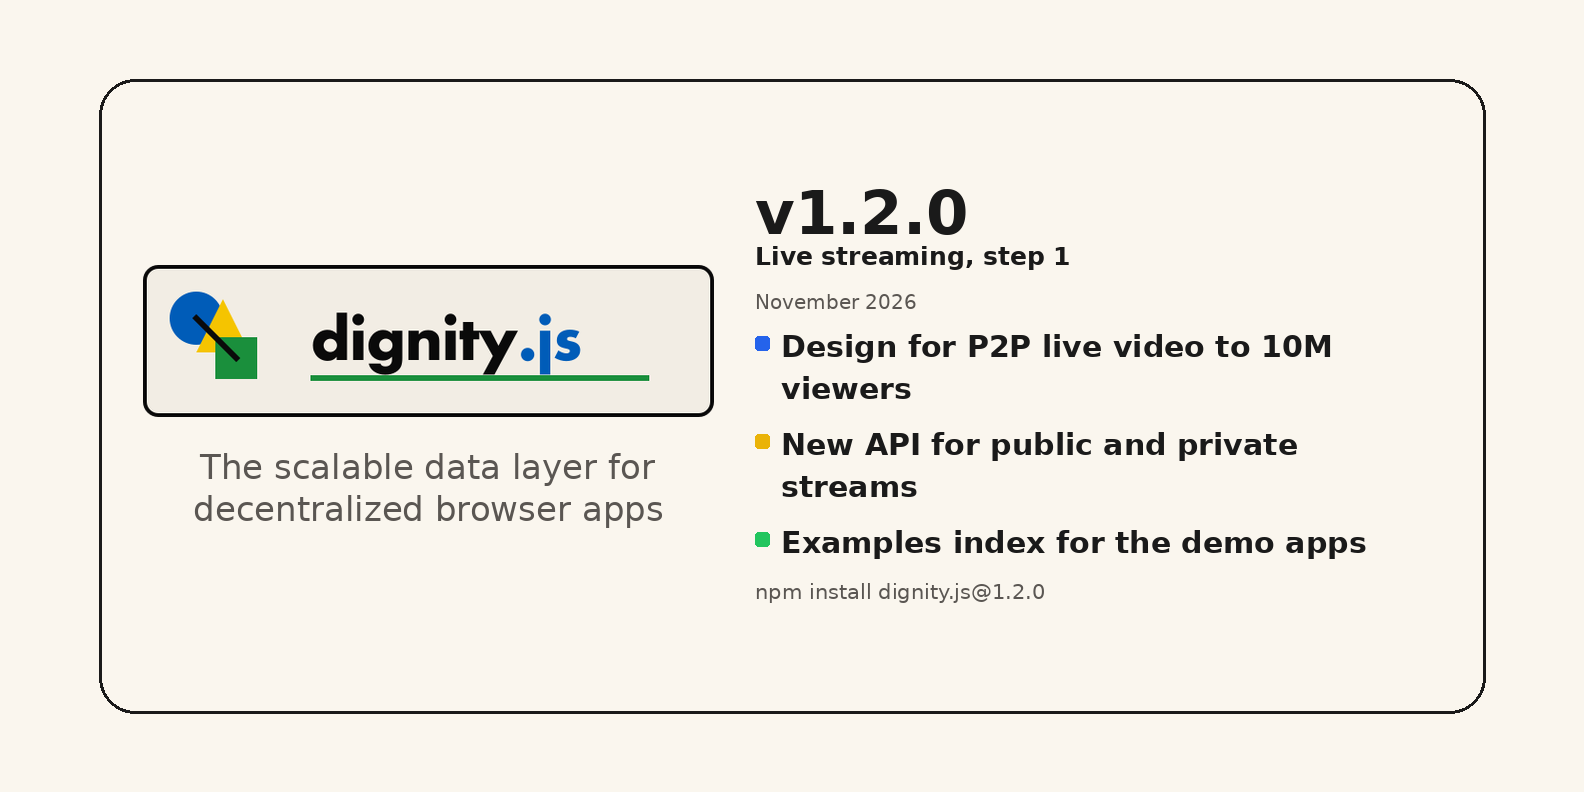 dignity.js
The scalable data layer for
decentralized browser apps
v1.2.0
Live streaming, step 1
November 2026
Design for P2P live video to 10M
viewers
New API for public and private
streams
Examples index for the demo apps
npm install dignity.js@1.2.0